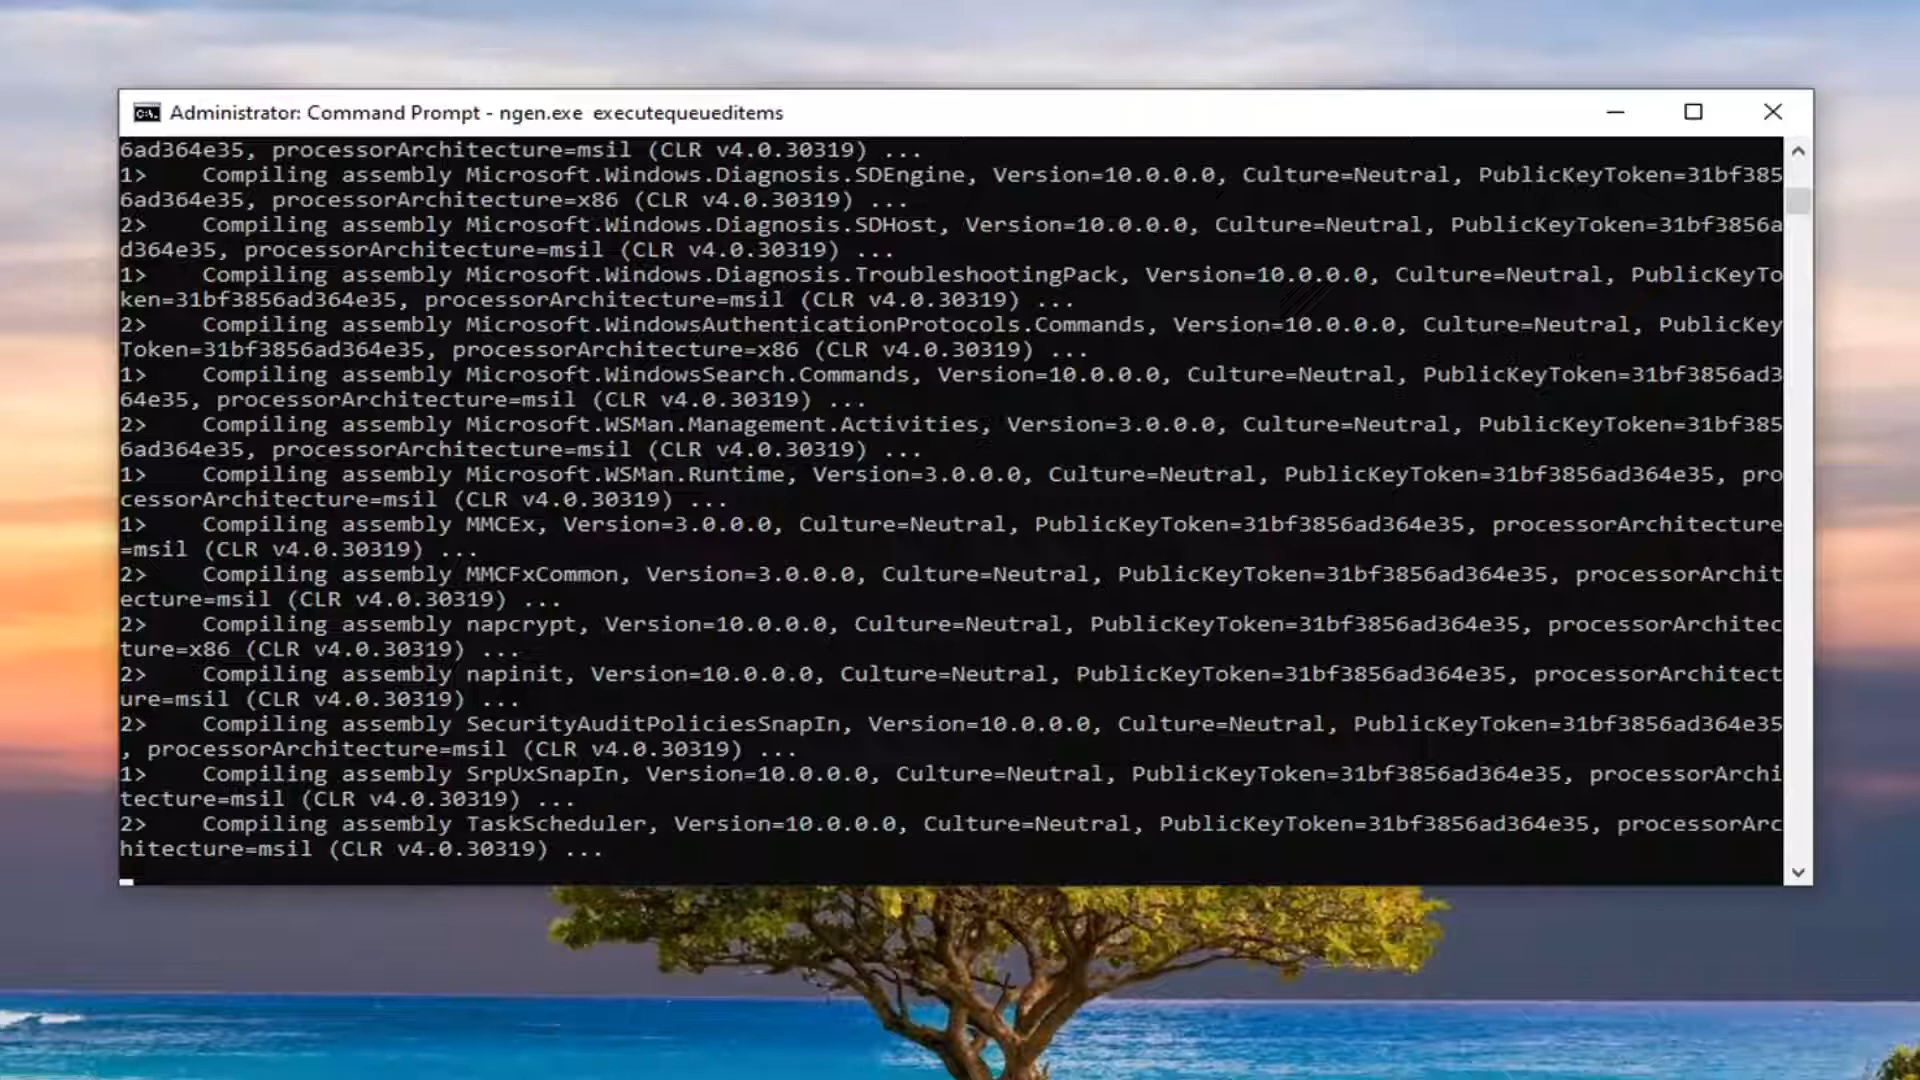 Administrator: Command Prompt - ngen.exe  executequeueditems
6ad364e35, processorArchitecture=msil (CLR v4.0.30319) ...
1>    Compiling assembly Microsoft.Windows.Diagnosis.SDEngine, Version=10.0.0.0, Culture=Neutral, PublicKeyToken=31bf385
6ad364e35, processorArchitecture=x86 (CLR v4.0.30319) ...
2>    Compiling assembly Microsoft.Windows.Diagnosis.SDHost, Version=10.0.0.0, Culture=Neutral, PublicKeyToken=31bf3856a
d364e35, processorArchitecture=msil (CLR v4.0.30319) ...
1>    Compiling assembly Microsoft.Windows.Diagnosis.TroubleshootingPack, Version=10.0.0.0, Culture=Neutral, PublicKeyTo
ken=31bf3856ad364e35, processorArchitecture=msil (CLR v4.0.30319) ...
2>    Compiling assembly Microsoft.WindowsAuthenticationProtocols.Commands, Version=10.0.0.0, Culture=Neutral, PublicKey
Token=31bf3856ad364e35, processorArchitecture=x86 (CLR v4.0.30319) ...
1>    Compiling assembly Microsoft.WindowsSearch.Commands, Version=10.0.0.0, Culture=Neutral, PublicKeyToken=31bf3856ad3
64e35, processorArchitecture=msil (CLR v4.0.30319) ...
2>    Compiling assembly Microsoft.WSMan.Management.Activities, Version=3.0.0.0, Culture=Neutral, PublicKeyToken=31bf385
6ad364e35, processorArchitecture=msil (CLR v4.0.30319) ...
1>    Compiling assembly Microsoft.WSMan.Runtime, Version=3.0.0.0, Culture=Neutral, PublicKeyToken=31bf3856ad364e35, pro
cessorArchitecture=msil (CLR v4.0.30319) ...
1>    Compiling assembly MMCEx, Version=3.0.0.0, Culture=Neutral, PublicKeyToken=31bf3856ad364e35, processorArchitecture
=msil (CLR v4.0.30319) ...
2>    Compiling assembly MMCFxCommon, Version=3.0.0.0, Culture=Neutral, PublicKeyToken=31bf3856ad364e35, processorArchit
ecture=msil (CLR v4.0.30319) ...
2>    Compiling assembly napcrypt, Version=10.0.0.0, Culture=Neutral, PublicKeyToken=31bf3856ad364e35, processorArchitec
ture=x86 (CLR v4.0.30319) ...
2>    Compiling assembly napinit, Version=10.0.0.0, Culture=Neutral, PublicKeyToken=31bf3856ad364e35, processorArchitect
ure=msil (CLR v4.0.30319) ...
2>    Compiling assembly SecurityAuditPoliciesSnapIn, Version=10.0.0.0, Culture=Neutral, PublicKeyToken=31bf3856ad364e35
, processorArchitecture=msil (CLR v4.0.30319) ...
1>    Compiling assembly SrpUxSnapIn, Version=10.0.0.0, Culture=Neutral, PublicKeyToken=31bf3856ad364e35, processorArchi
tecture=msil (CLR v4.0.30319) ...
2>    Compiling assembly TaskScheduler, Version=10.0.0.0, Culture=Neutral, PublicKeyToken=31bf3856ad364e35, processorArc
hitecture=msil (CLR v4.0.30319) ...